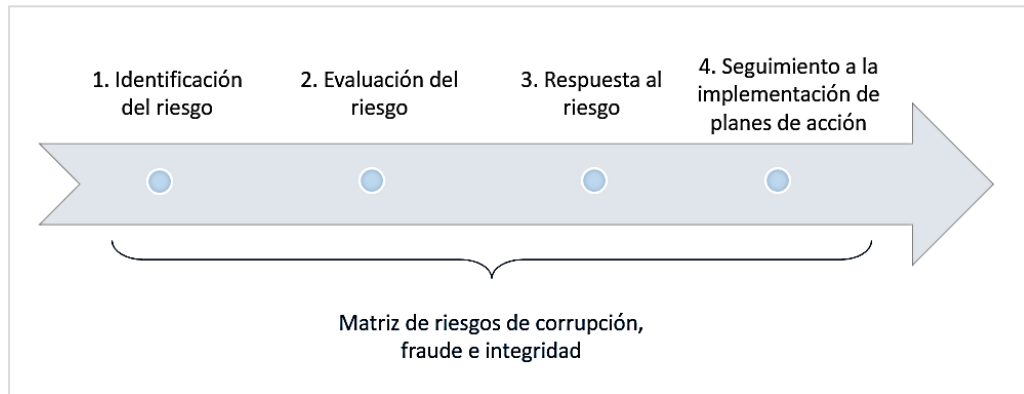 1. Identificación
del riesgo
2. Evaluación del
riesgo
3. Respuesta al
riesgo
4. Seguimiento a la
implementación de
planes de acción
Matriz de riesgos de corrupción,
fraude e integridad